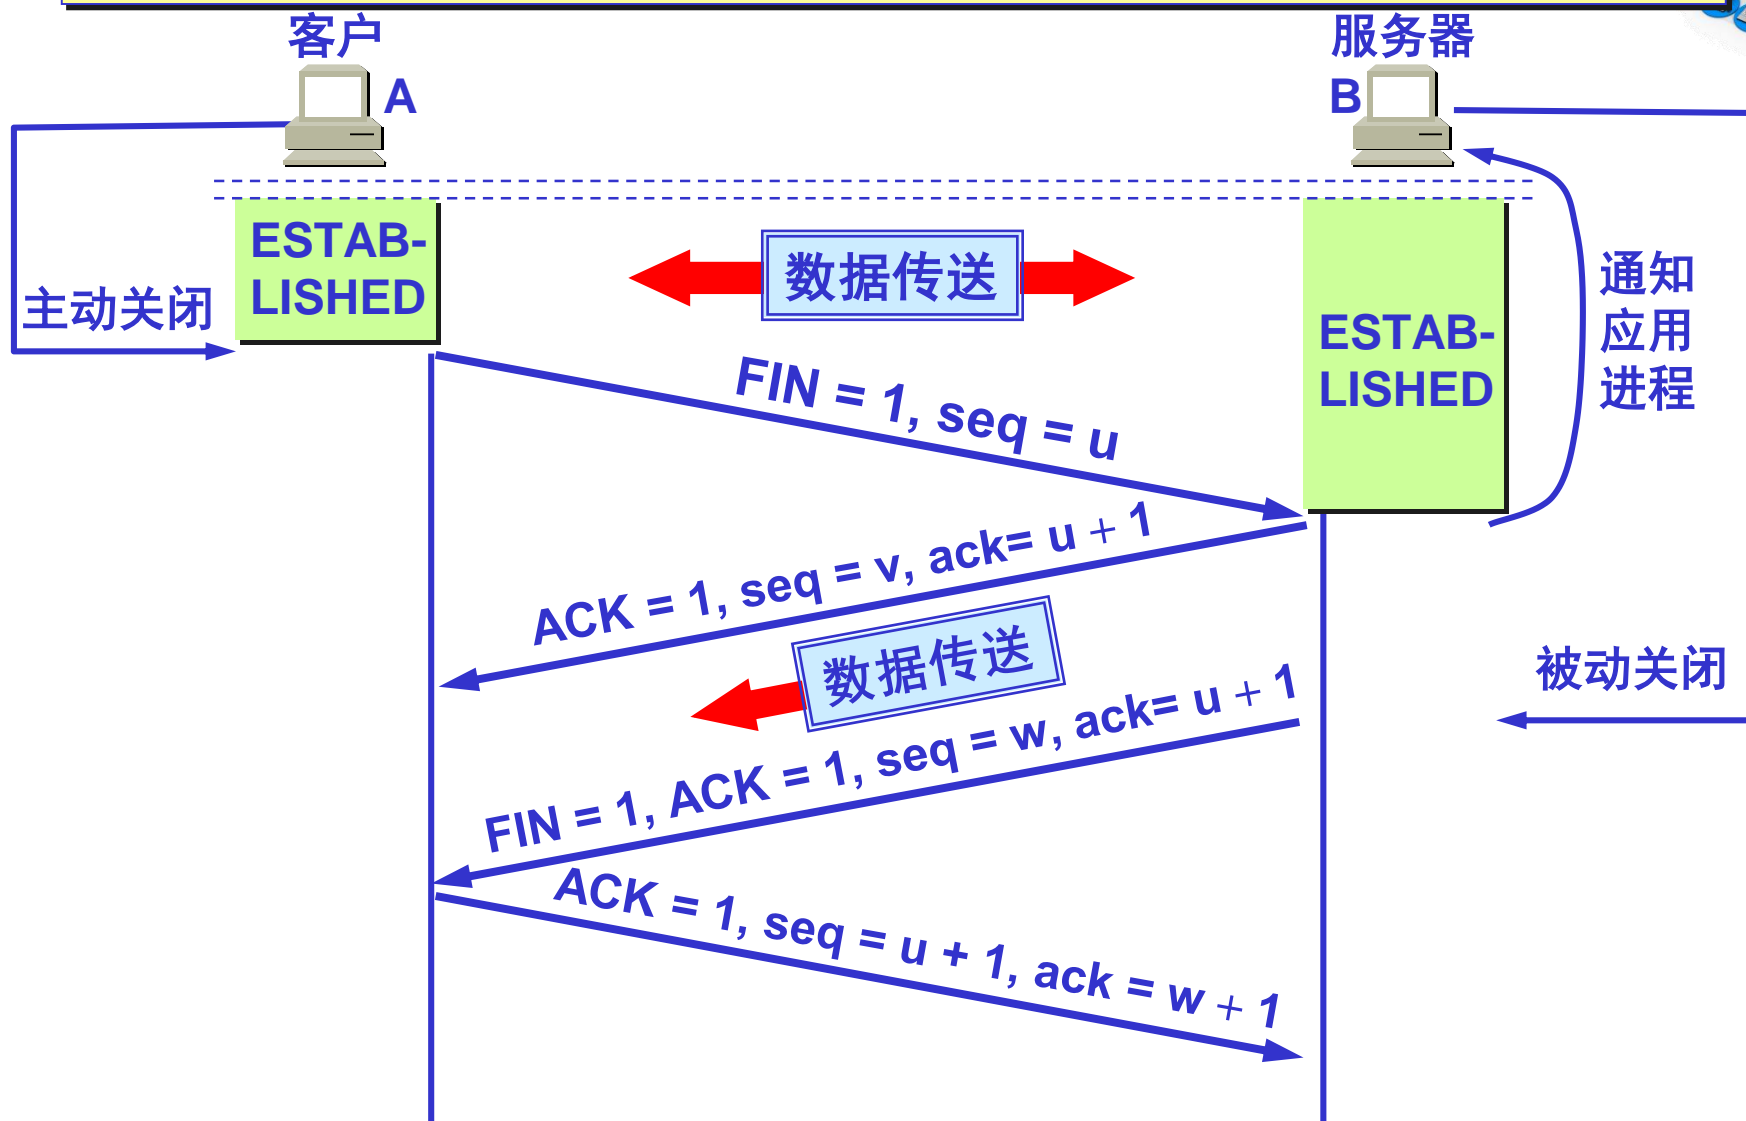 客户
服务器
A
B
ESTAB-
LISHED
数据传送
主动关闭
ESTAB-
LISHED
通知
应用
进程
FIN = 1, seq = u
ACK = 1, seq = v, ack= u + 1
数据传送
被动关闭
FIN = 1, ACK = 1, seq = w, ack= u + 1
ACK = 1, seq = u + 1, ack = w + 1